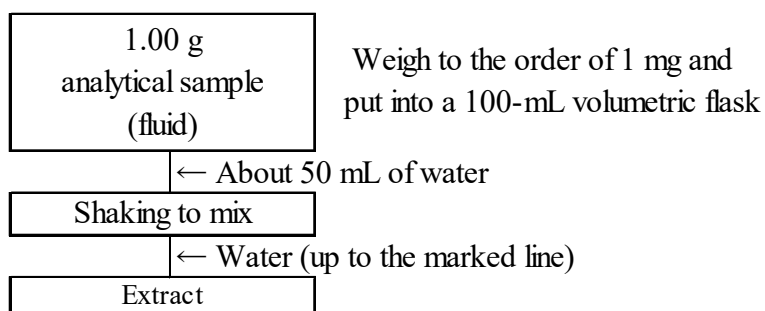 1.00 g
analytical sample
(fluid)
Weigh to the order of 1 mg and
put into a 100-mL volumetric flask
← About 50 mL of water
Shaking to mix
← Water (up to the marked line)
Extract